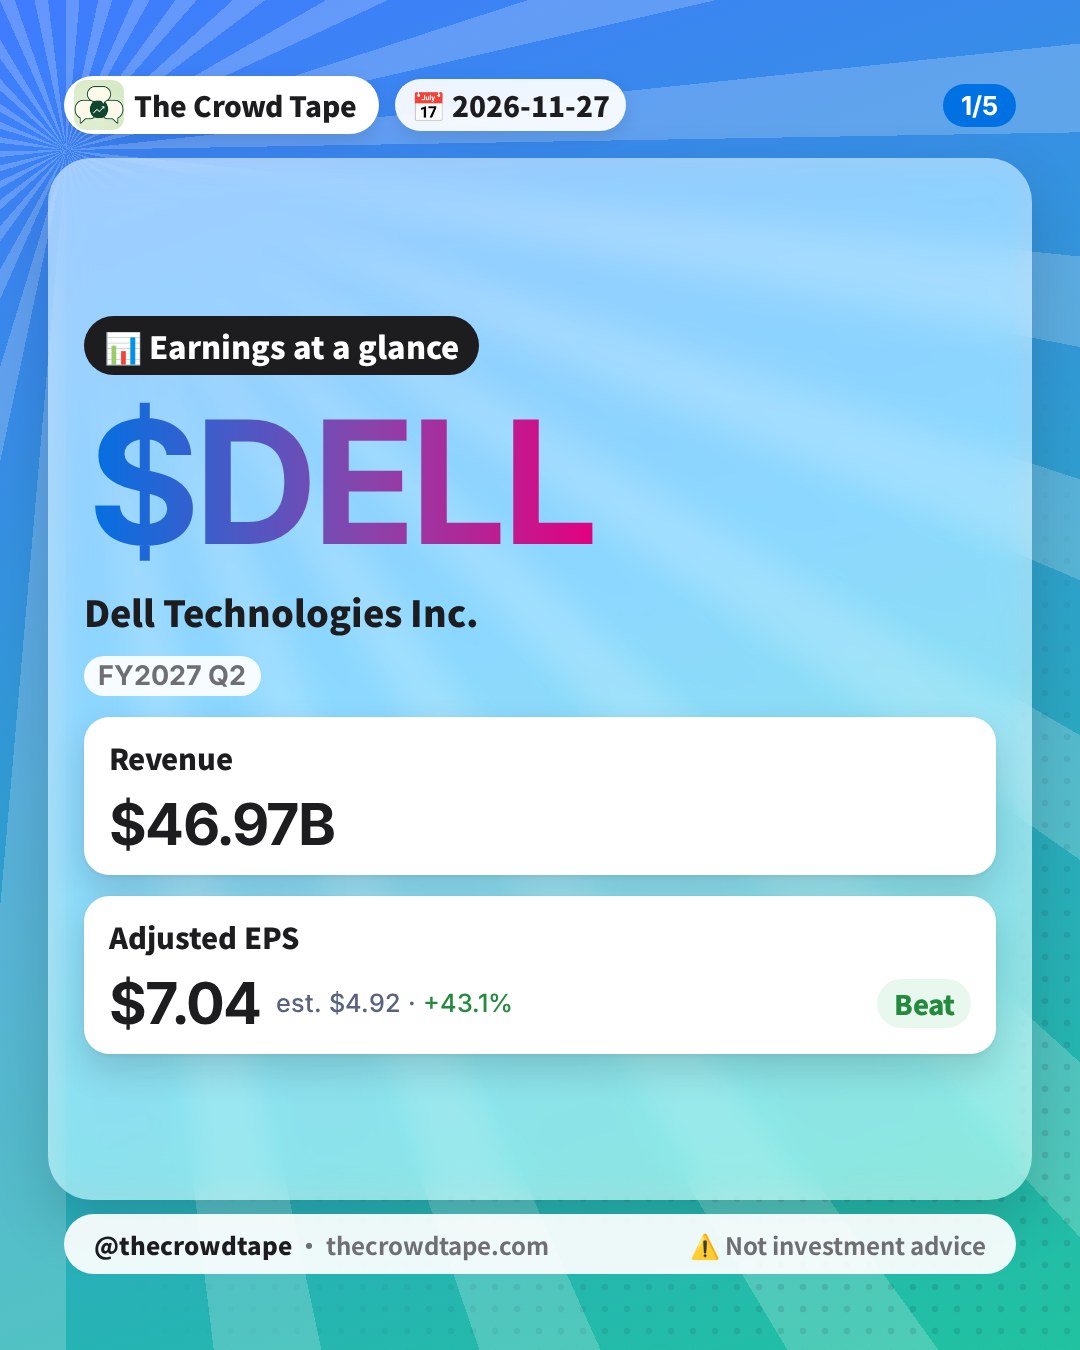 The Crowd Tape
📅 2026-11-27
1/5
📊 Earnings at a glance
$DELL
Dell Technologies Inc.
FY2027 Q2
Revenue
$46.97B
Adjusted EPS
$7.04 est. $4.92 · +43.1%
Beat
@thecrowdtape • thecrowdtape.com
⚠️ Not investment advice